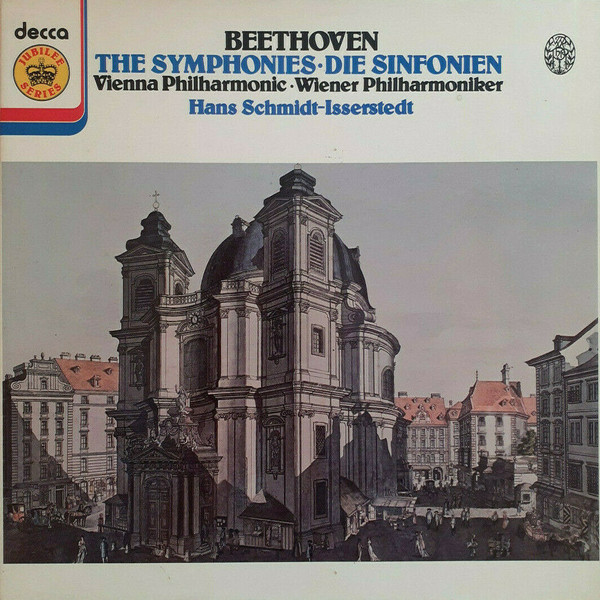 decca
JUBILEE
SERIES
BEETHOVEN
THE SYMPHONIES·DIE SINFONIEN
Vienna Philharmonic·Wiener Philharmoniker
Hans Schmidt-Isserstedt